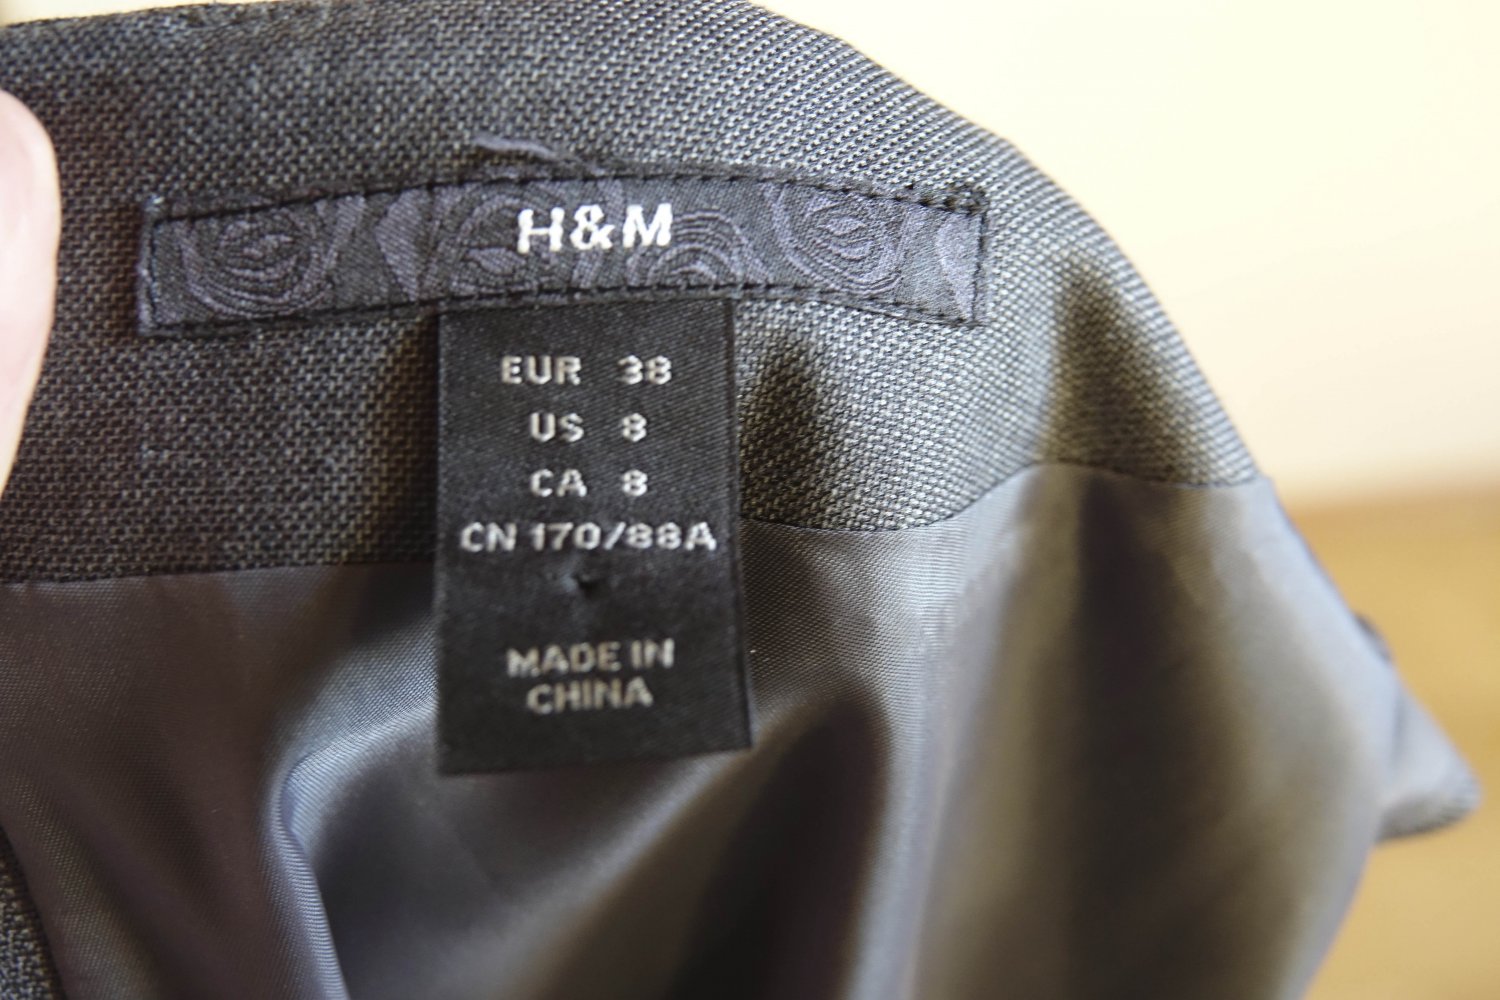 H&M
EUR 38
US 8
CA 8
CN 170/88A
MADE IN
CHINA